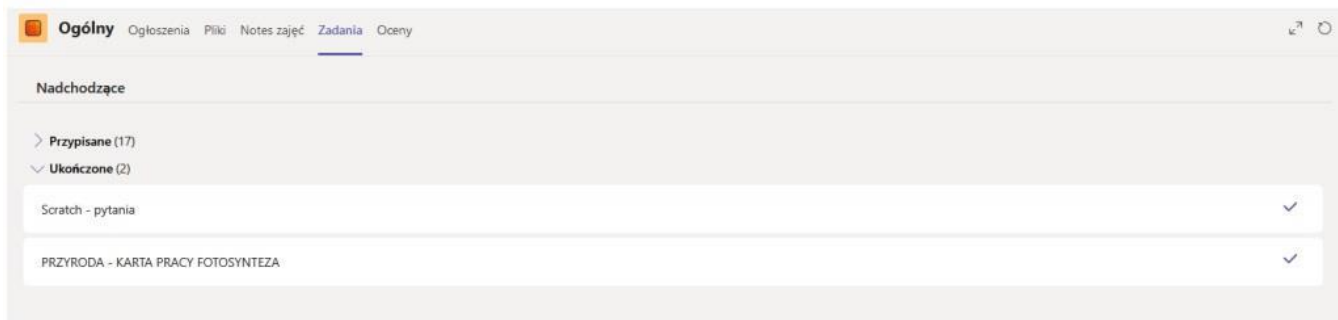 Ogólny Ogłoszenia Pliki Notes zajęć Zadania Oceny
Nadchodzące
Przypisane (17)
Ukończone (2)
Scratch - pytania
PRZYRODA - KARTA PRACY FOTOSYNTEZA